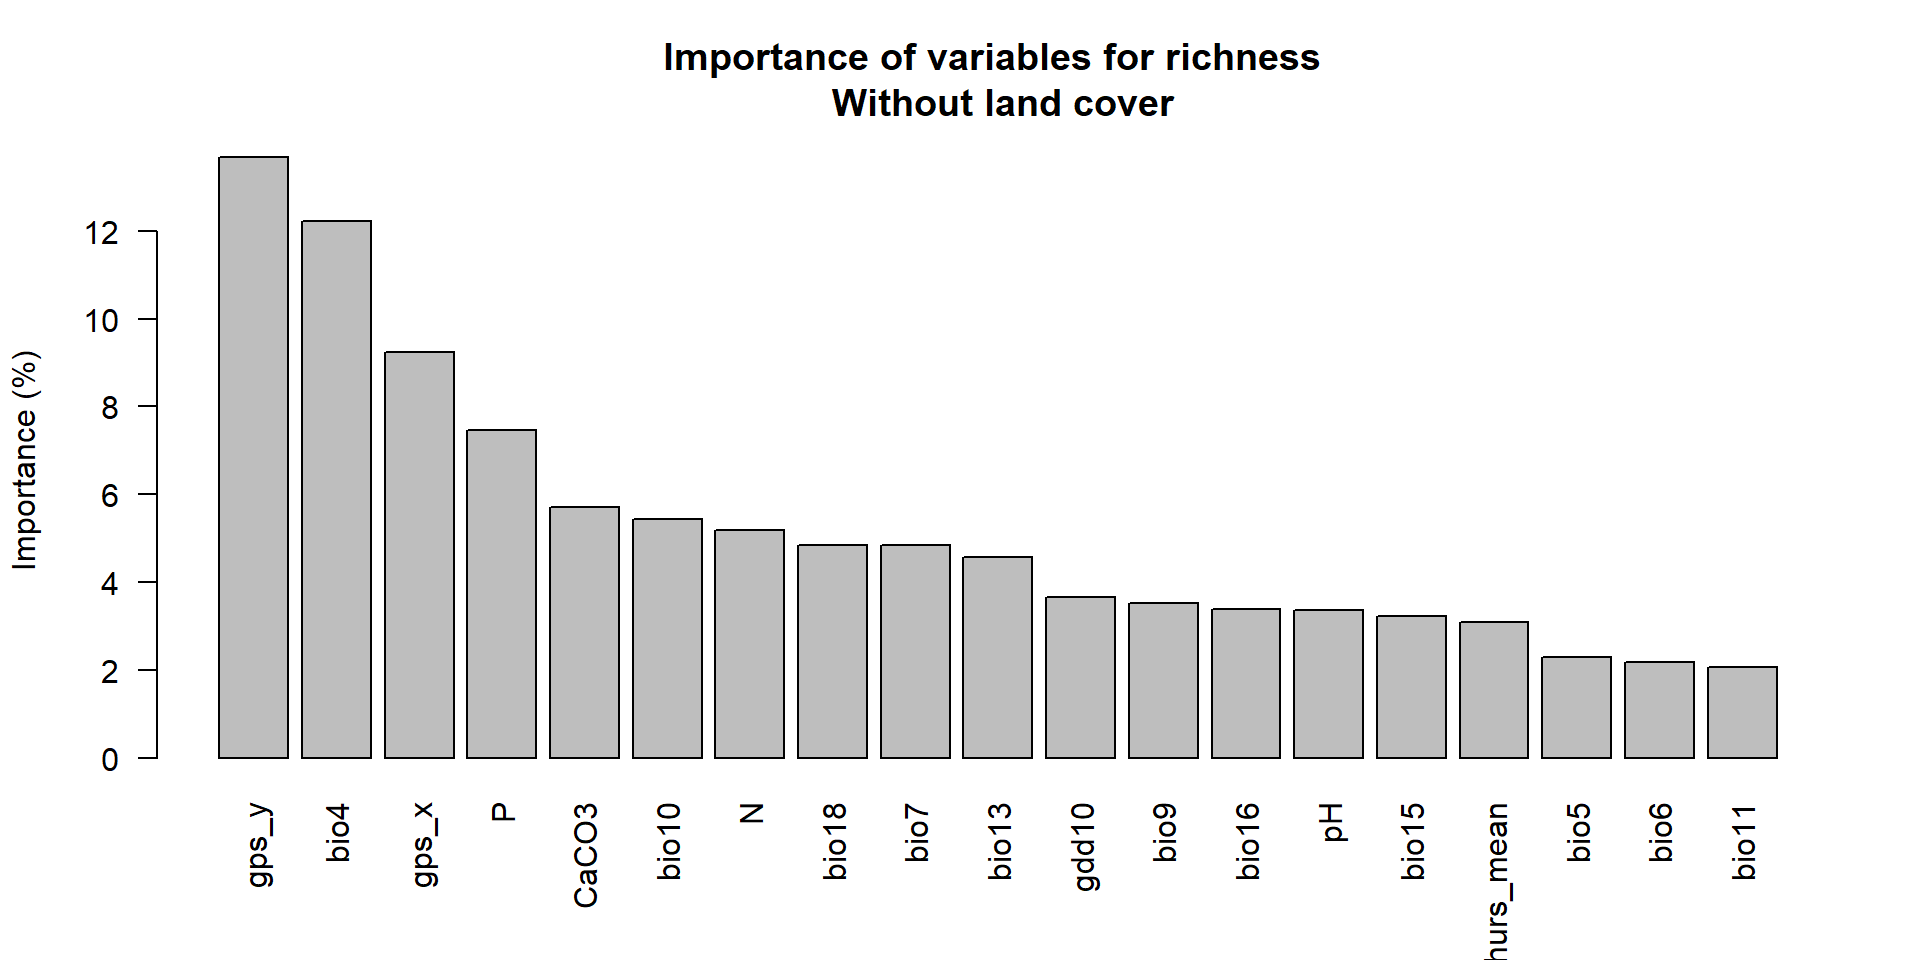 Importance of variables for richness
Without land cover
Importance (%)
12
10
8
6
4
2
0
gps_y
bio4
gps_x
P
CaCO3
bio10
N
bio18
bio7
bio13
gdd10
bio9
bio16
pH
bio15
hurs_mean
bio5
bio6
bio11